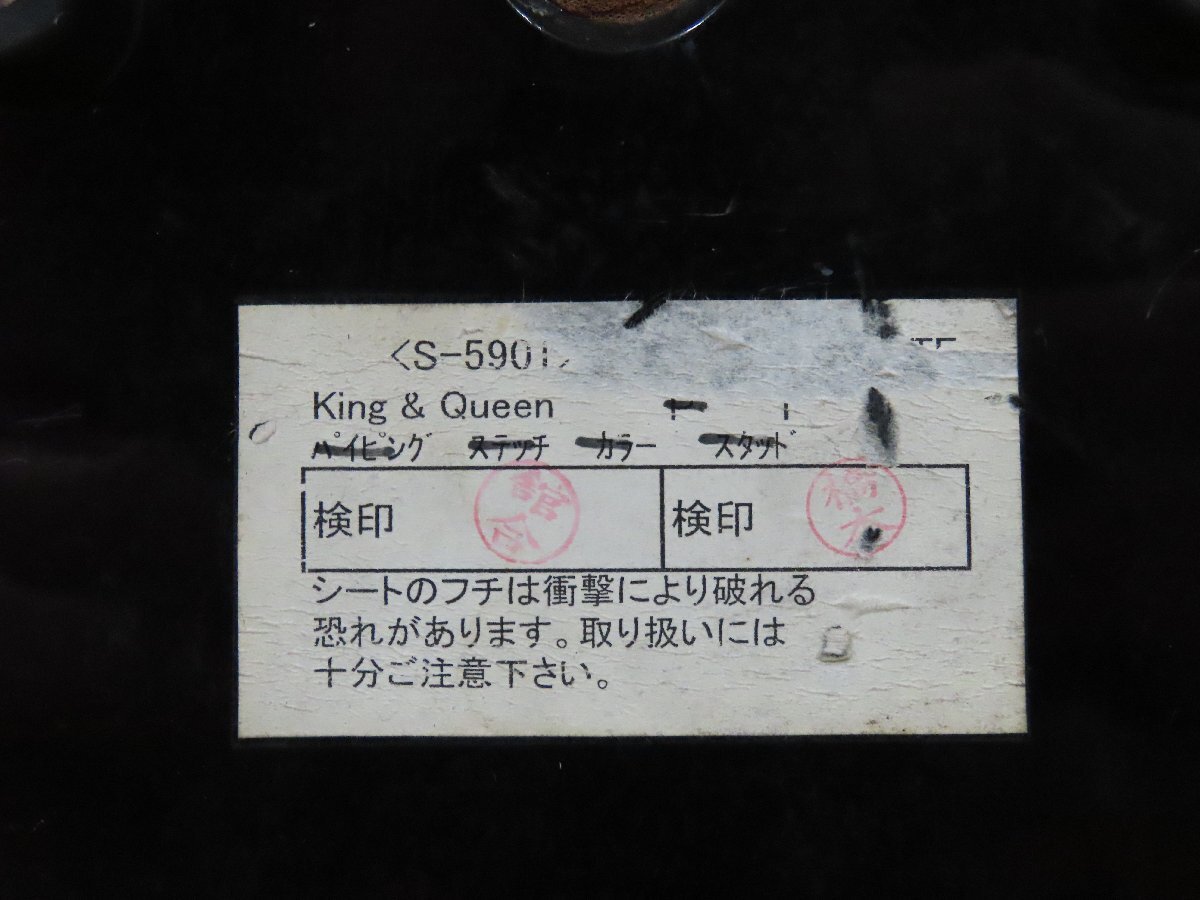 <S-5901>
King & Queen
パイピング ステッチ カラー スタッド
検印 検印
シートのフチは衝撃により破れる
恐れがあります。取り扱いには
十分ご注意下さい。